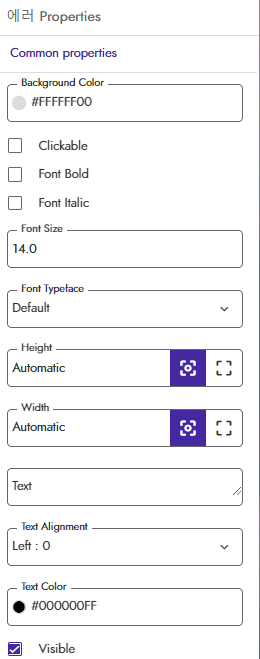 에러 Properties
Common properties
Background Color
#FFFFFF00
Clickable
Font Bold
Font Italic
Font Size
14.0
Font Typeface
Default
Height
Automatic
Width
Automatic
Text
Text Alignment
Left : 0
Text Color
#000000FF
Visible